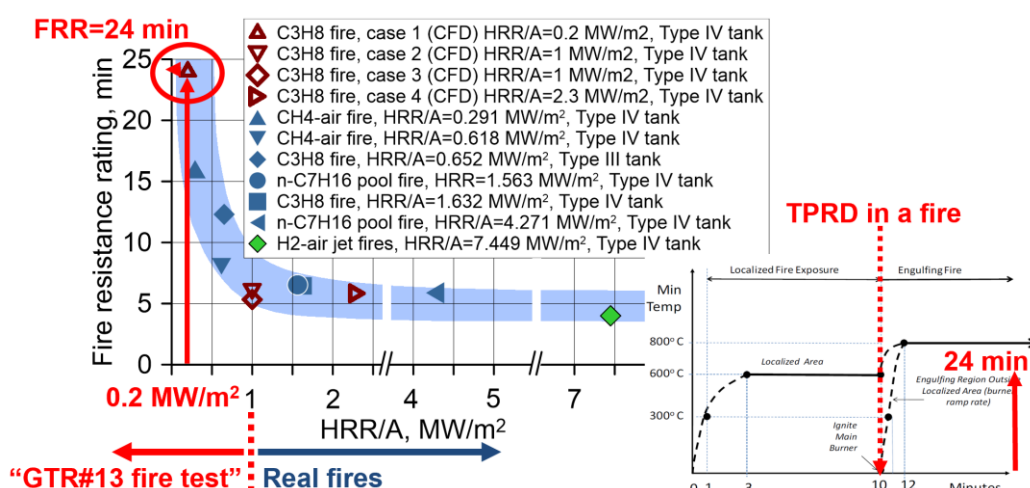 FRR=24 min
C3H8 fire, case 1 (CFD) HRR/A=0.2 MW/m2, Type IV tank
C3H8 fire, case 2 (CFD) HRR/A=1 MW/m2, Type IV tank
C3H8 fire, case 3 (CFD) HRR/A=1 MW/m2, Type IV tank
C3H8 fire, case 4 (CFD) HRR/A=2.3 MW/m2, Type IV tank
CH4-air fire, HRR/A=0.291 MW/m², Type IV tank
CH4-air fire, HRR/A=0.618 MW/m², Type IV tank
C3H8 fire, HRR/A=0.652 MW/m², Type III tank
n-C7H16 pool fire, HRR=1.563 MW/m², Type IV tank
C3H8 fire, HRR/A=1.632 MW/m², Type IV tank
n-C7H16 pool fire, HRR/A=4.271 MW/m², Type IV tank
H2-air jet fires, HRR/A=7.449 MW/m², Type IV tank
Fire resistance rating, min
25
20
15
10
5
0
1 2 4 5 7
HRR/A, MW/m²
0.2 MW/m²
"GTR#13 fire test"
Real fires
TPRD in a fire
Localized Fire Exposure
Engulfing Fire
Min
Temp
800° C
600° C
300° C
Localized Area
24 min
Engulfing Region Outside
Localized Area (burner
ramp rate)
Ignite
Main
Burner
0 1 3 10 12 Minutes